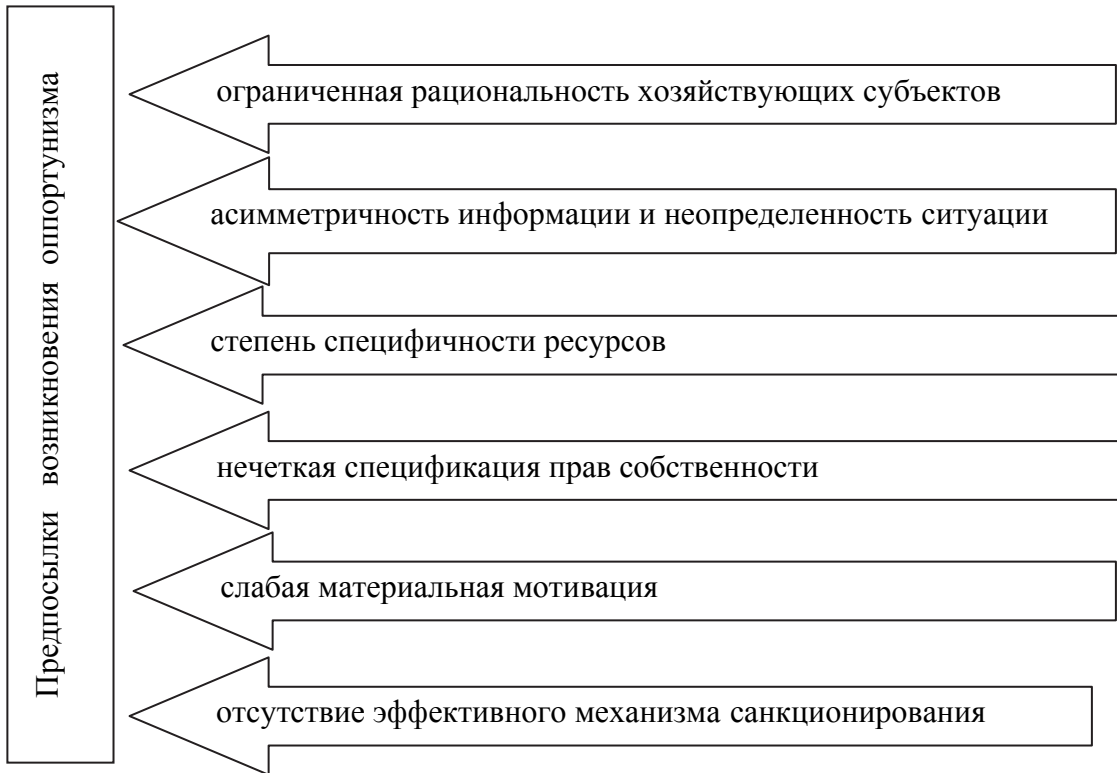 Предпосылки возникновения оппортунизма
ограниченная рациональность хозяйствующих субъектов
асимметричность информации и неопределенность ситуации
степень специфичности ресурсов
нечеткая спецификация прав собственности
слабая материальная мотивация
отсутствие эффективного механизма санкционирования